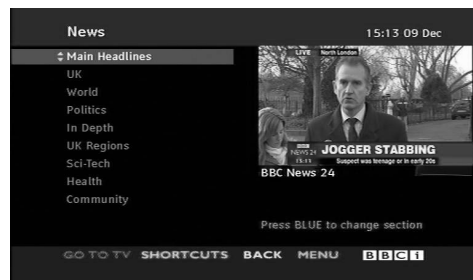 News
15:13 09 Dec
Main Headlines
UK
World
Politics
In Depth
UK Regions
Sci-Tech
Health
Community
LIVE North London
BBC
NEWS 24
15:13
JOGGER STABBING
Suspect was teenage or in early 20s
BBC News 24
Press BLUE to change section
GO TO TV SHORTCUTS BACK MENU BBCi